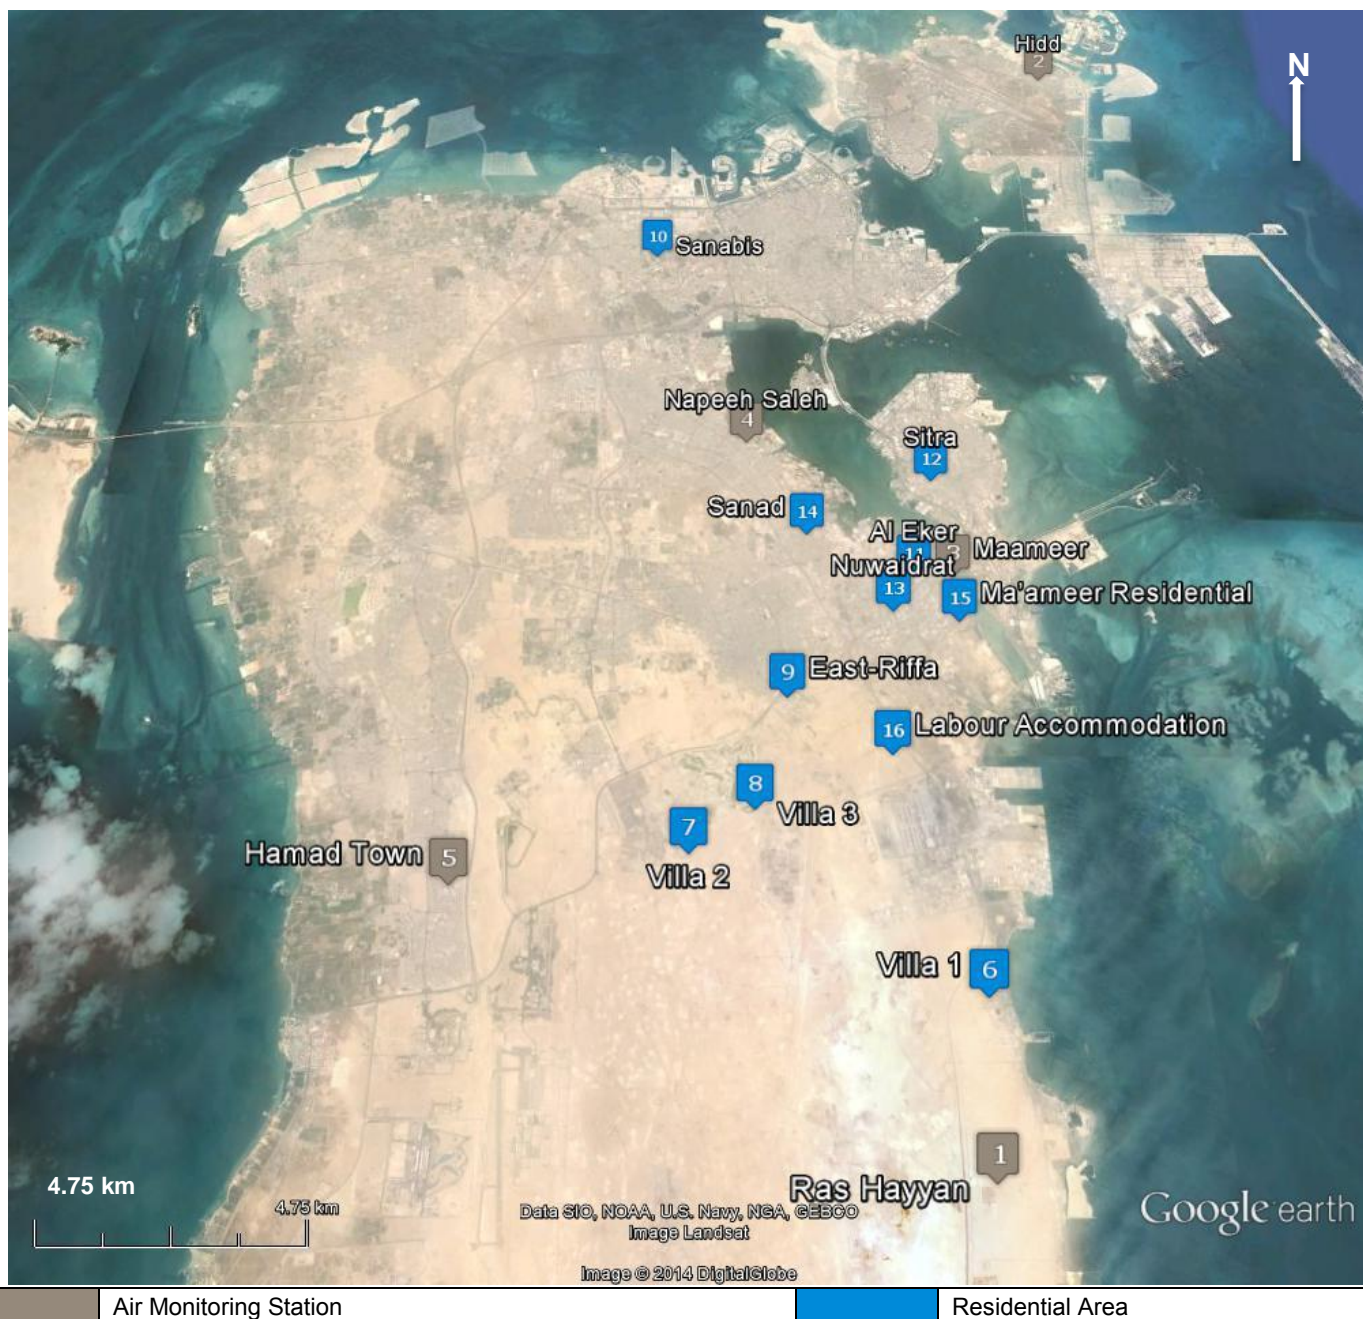 Hidd
2
N
10 Sanabis
Napeeh Saleh
4
Sitra
12
Sanad 14
Al Eker
11 3 Maameer
Nuwaidrat
13
15 Ma'ameer Residential
9 East-Riffa
16 Labour Accommodation
8
Villa 3
7
Villa 2
Hamad Town 5
Villa 1 6
1
Ras Hayyan
4.75 km
4.75 km
Data SIO, NOAA, U.S. Navy, NGA, GEBCO
Image Landsat
Image © 2014 DigitalGlobe
Google earth
Air Monitoring Station
Residential Area